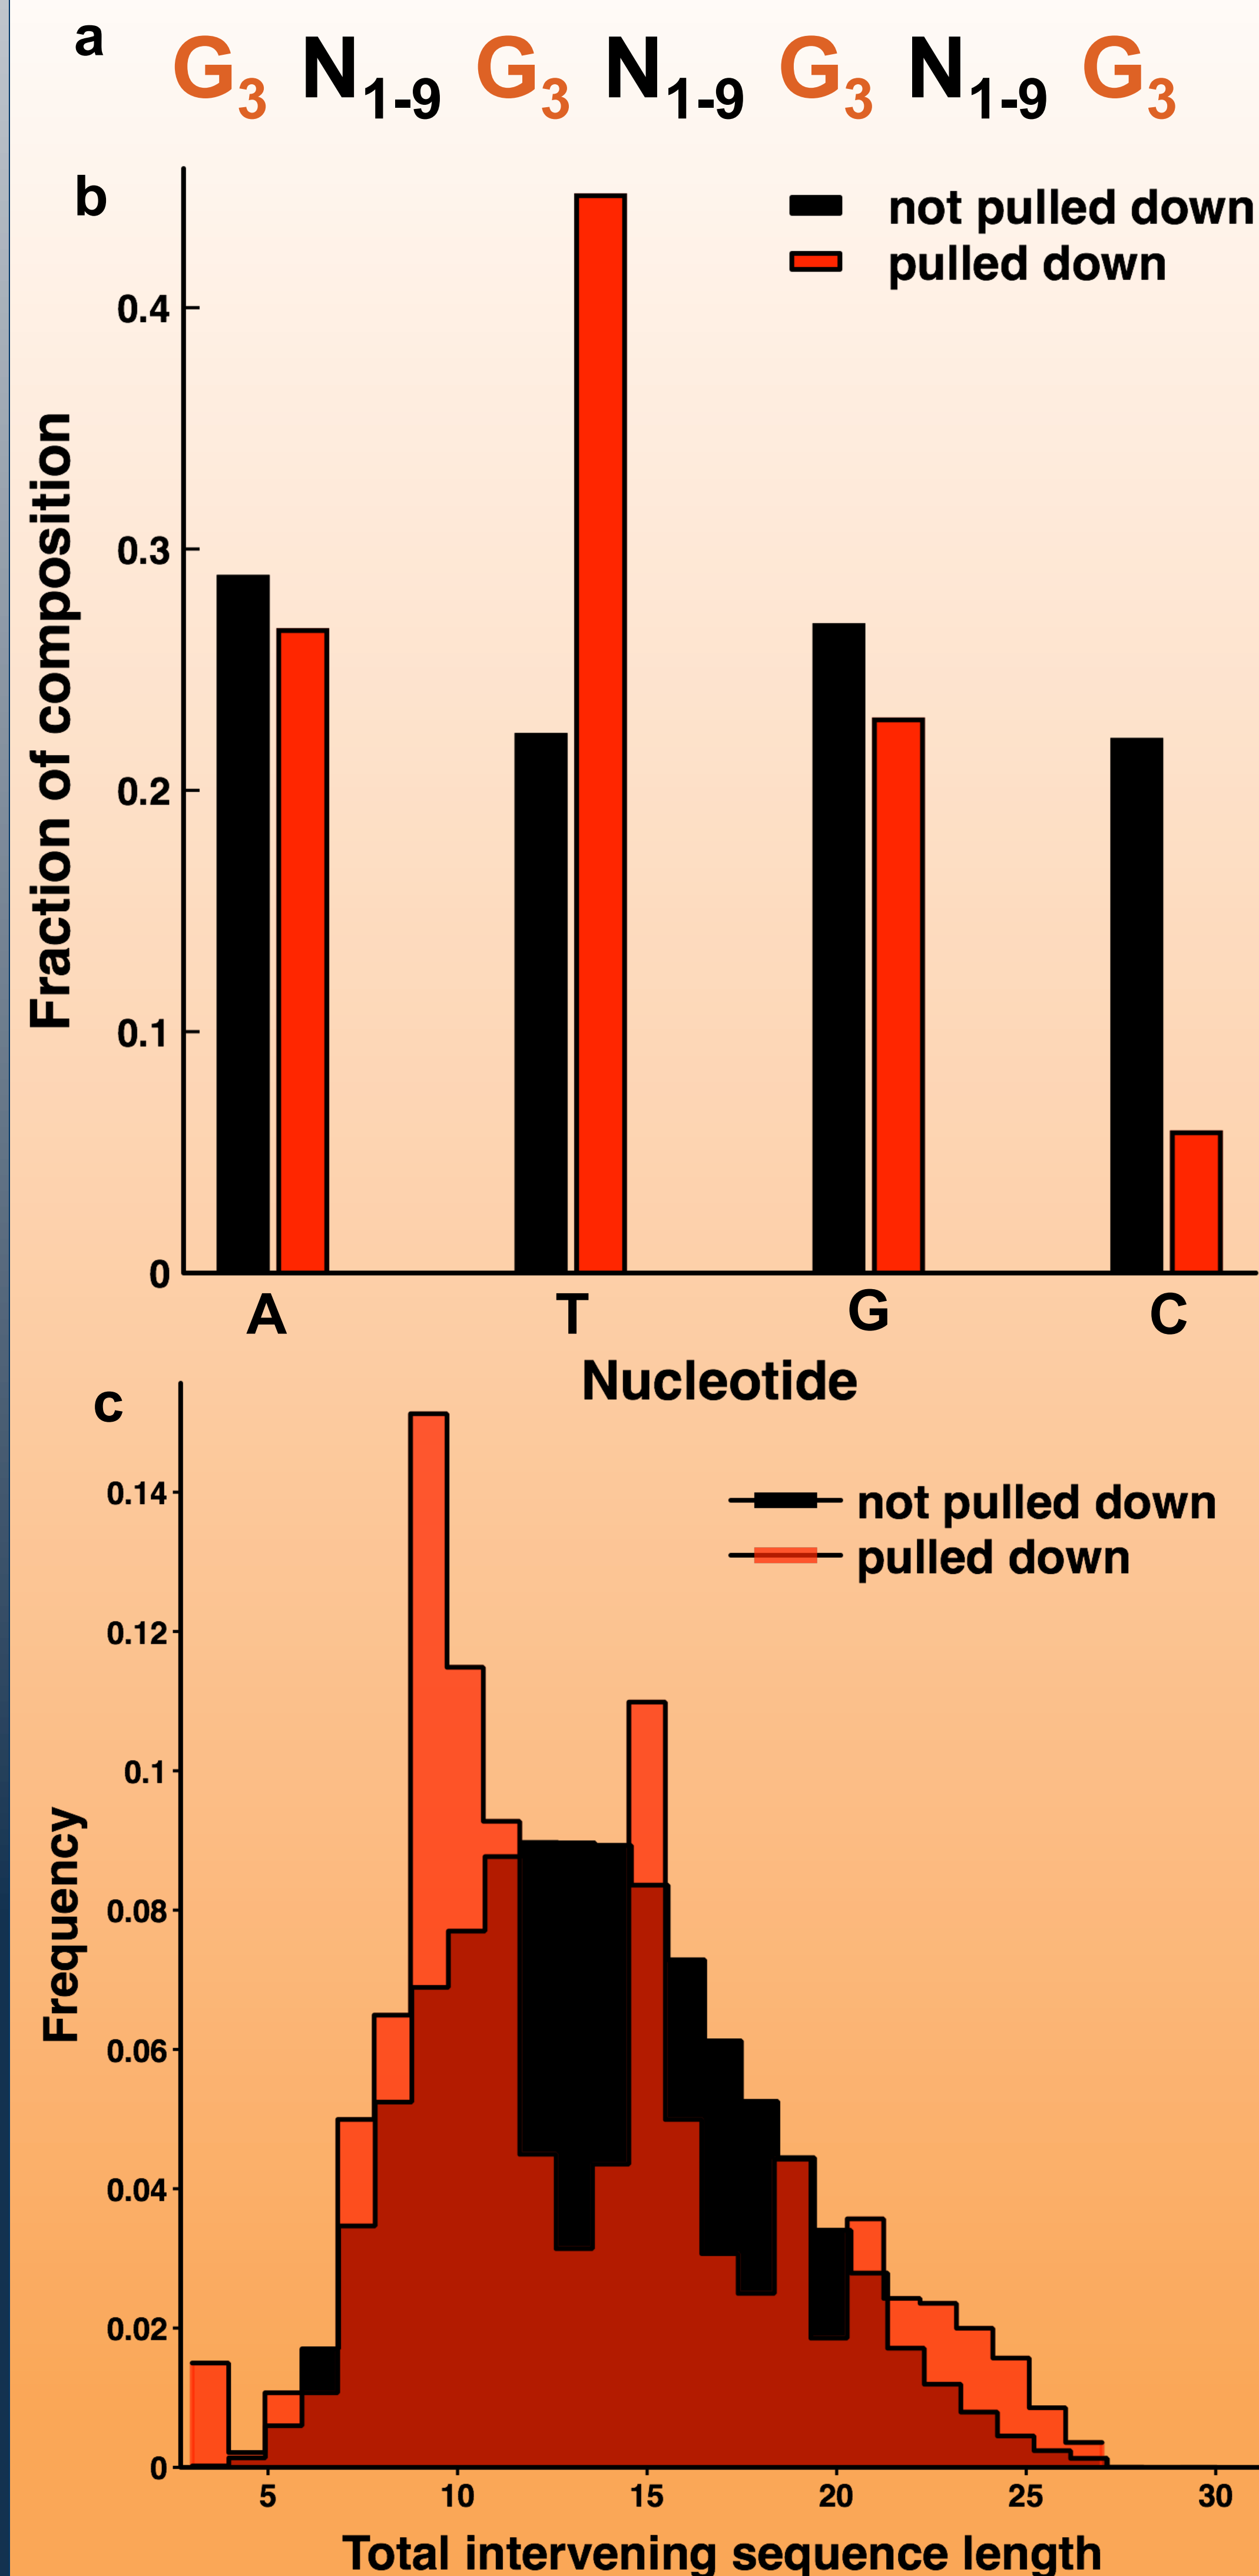 a
G3 N1-9 G3 N1-9 G3 N1-9 G3
b
not pulled down
pulled down
0.4
0.3
0.2
0.1
0
Fraction of composition
A T G C
Nucleotide
c
not pulled down
pulled down
0.14
0.12
0.1
0.08
0.06
0.04
0.02
0
Frequency
5 10 15 20 25 30
Total intervening sequence length